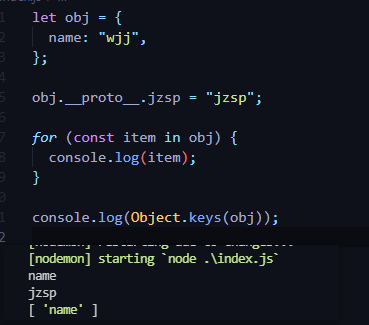 let obj = {
  name: "wjj",
};
obj.__proto__.jzsp = "jzsp";
for (const item in obj) {
  console.log(item);
}
console.log(Object.keys(obj));
[nodemon] starting `node .\index.js`
name
jzsp
[ 'name' ]